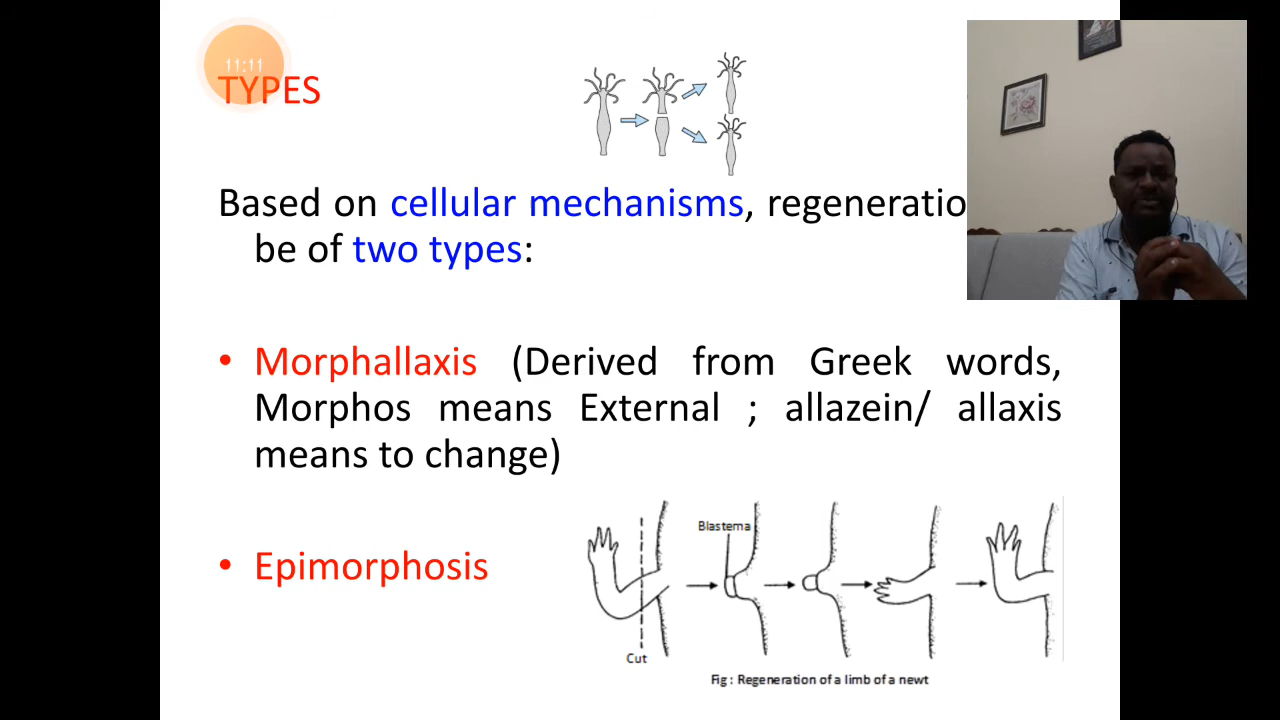 11:11
TYPES
Based on cellular mechanisms, regeneratio
be of two types:
• Morphallaxis (Derived from Greek words,
Morphos means External ; allazein/ allaxis
means to change)
• Epimorphosis
Blastema
Cut
Fig : Regeneration of a limb of a newt